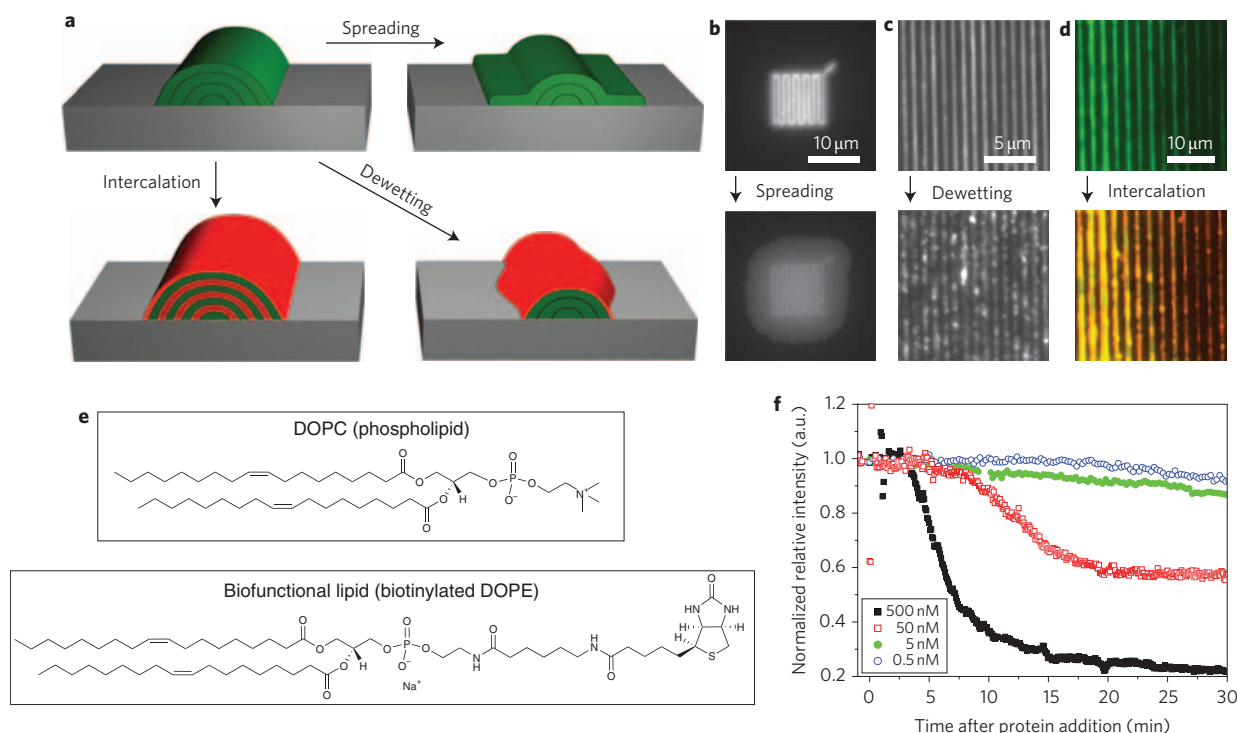 a
Spreading
Intercalation
Dewetting
b
10 µm
Spreading
c
5 µm
Dewetting
d
10 µm
Intercalation
e
DOPC (phospholipid)
O
O
O
O
P
O
O
O⁻
N⁺
H
O
Biofunctional lipid (biotinylated DOPE)
O
O
O
O
P
O
O
O⁻
Na⁺
H
O
N
H
O
H
N
O
O
HN
NH
H
H
S
f
Normalized relative intensity (a.u.)
1.2
1.0
0.8
0.6
0.4
0.2
500 nM
50 nM
5 nM
0.5 nM
0 5 10 15 20 25 30
Time after protein addition (min)